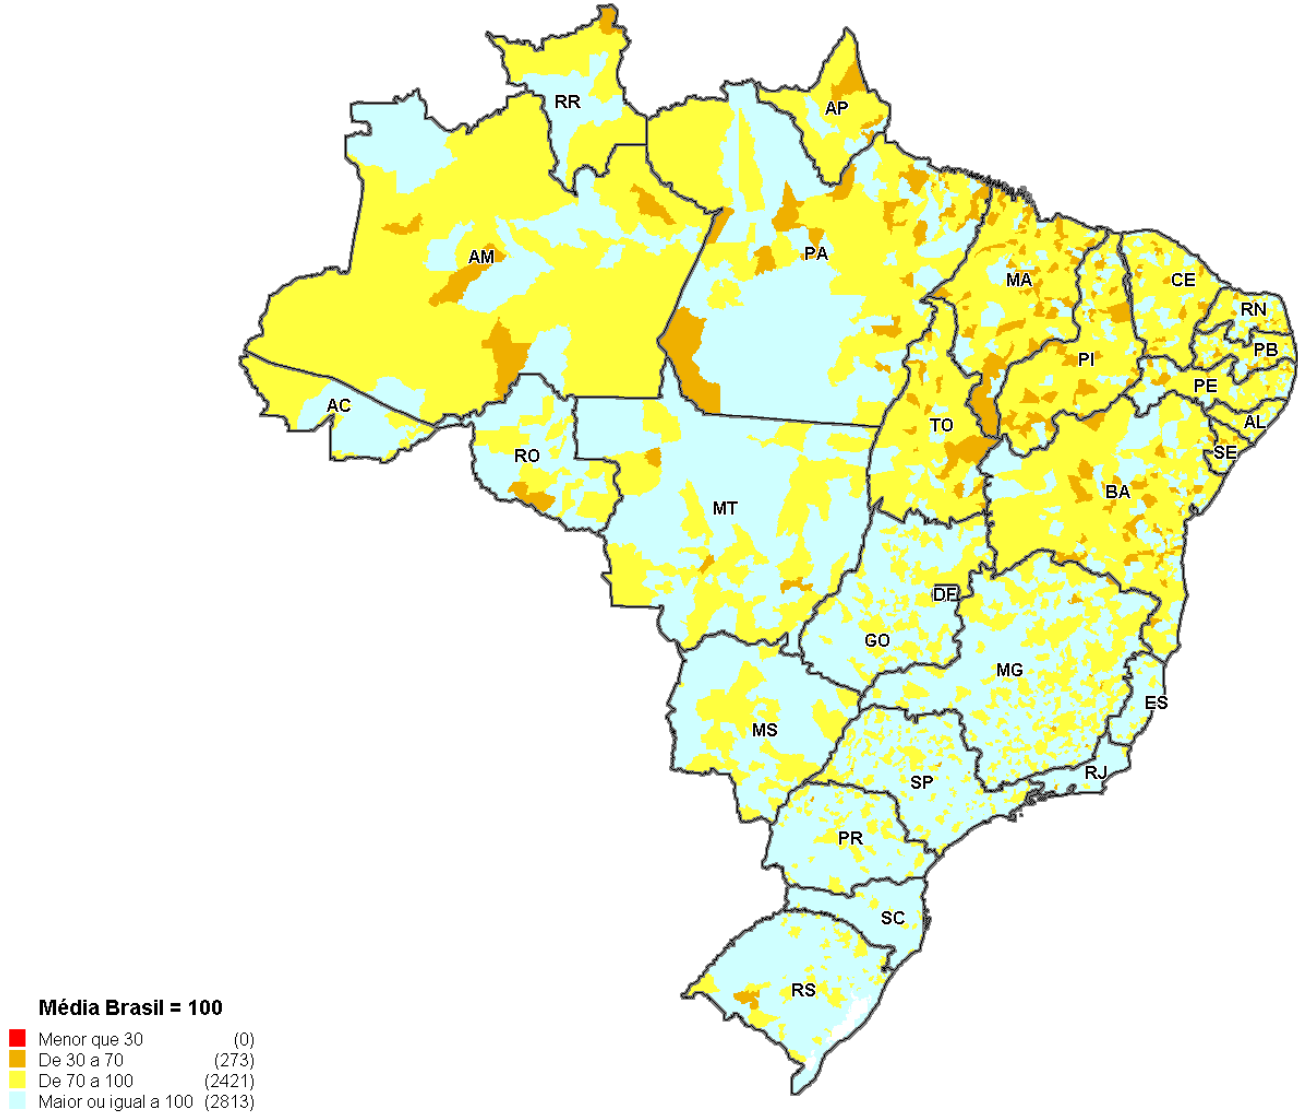 RR
AP
AM
PA
MA
CE
RN
PB
PI
PE
AC
AL
TO
SE
RO
BA
MT
DF
GO
MG
ES
MS
RJ
SP
PR
SC
RS
Média Brasil = 100
Menor que 30 (0)
De 30 a 70 (273)
De 70 a 100 (2421)
Maior ou igual a 100 (2813)